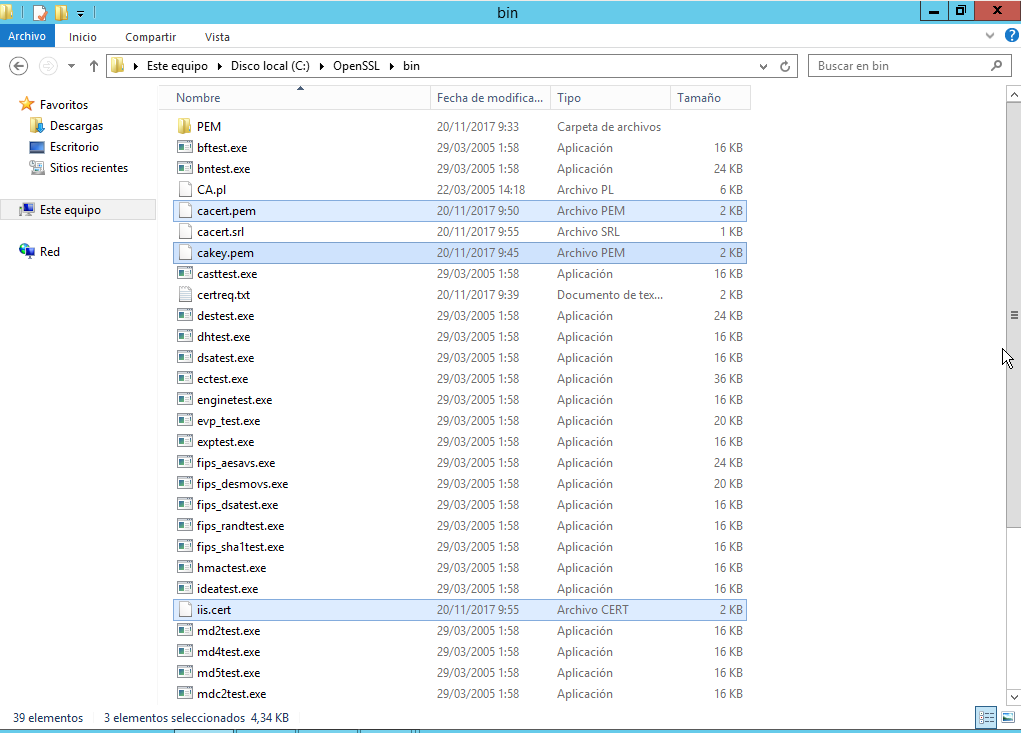 bin
Archivo Inicio Compartir Vista
Este equipo Disco local (C:) OpenSSL bin Buscar en bin
Nombre Fecha de modifica... Tipo Tamaño
Favoritos
Descargas
Escritorio
Sitios recientes
Este equipo
Red
PEM 20/11/2017 9:33 Carpeta de archivos
bftest.exe 29/03/2005 1:58 Aplicación 16 KB
bntest.exe 29/03/2005 1:58 Aplicación 24 KB
CA.pl 22/03/2005 14:18 Archivo PL 6 KB
cacert.pem 20/11/2017 9:50 Archivo PEM 2 KB
cacert.srl 20/11/2017 9:55 Archivo SRL 1 KB
cakey.pem 20/11/2017 9:45 Archivo PEM 2 KB
casttest.exe 29/03/2005 1:58 Aplicación 16 KB
certreq.txt 20/11/2017 9:39 Documento de tex... 2 KB
destest.exe 29/03/2005 1:58 Aplicación 24 KB
dhtest.exe 29/03/2005 1:58 Aplicación 16 KB
dsatest.exe 29/03/2005 1:58 Aplicación 16 KB
ectest.exe 29/03/2005 1:58 Aplicación 36 KB
enginetest.exe 29/03/2005 1:58 Aplicación 16 KB
evp_test.exe 29/03/2005 1:58 Aplicación 20 KB
exptest.exe 29/03/2005 1:58 Aplicación 16 KB
fips_aesavs.exe 29/03/2005 1:58 Aplicación 24 KB
fips_desmovs.exe 29/03/2005 1:58 Aplicación 20 KB
fips_dsatest.exe 29/03/2005 1:58 Aplicación 16 KB
fips_randtest.exe 29/03/2005 1:58 Aplicación 16 KB
fips_sha1test.exe 29/03/2005 1:58 Aplicación 16 KB
hmactest.exe 29/03/2005 1:58 Aplicación 16 KB
ideatest.exe 29/03/2005 1:58 Aplicación 16 KB
iis.cert 20/11/2017 9:55 Archivo CERT 2 KB
md2test.exe 29/03/2005 1:58 Aplicación 16 KB
md4test.exe 29/03/2005 1:58 Aplicación 16 KB
md5test.exe 29/03/2005 1:58 Aplicación 16 KB
mdc2test.exe 29/03/2005 1:58 Aplicación 16 KB
39 elementos 3 elementos seleccionados 4,34 KB